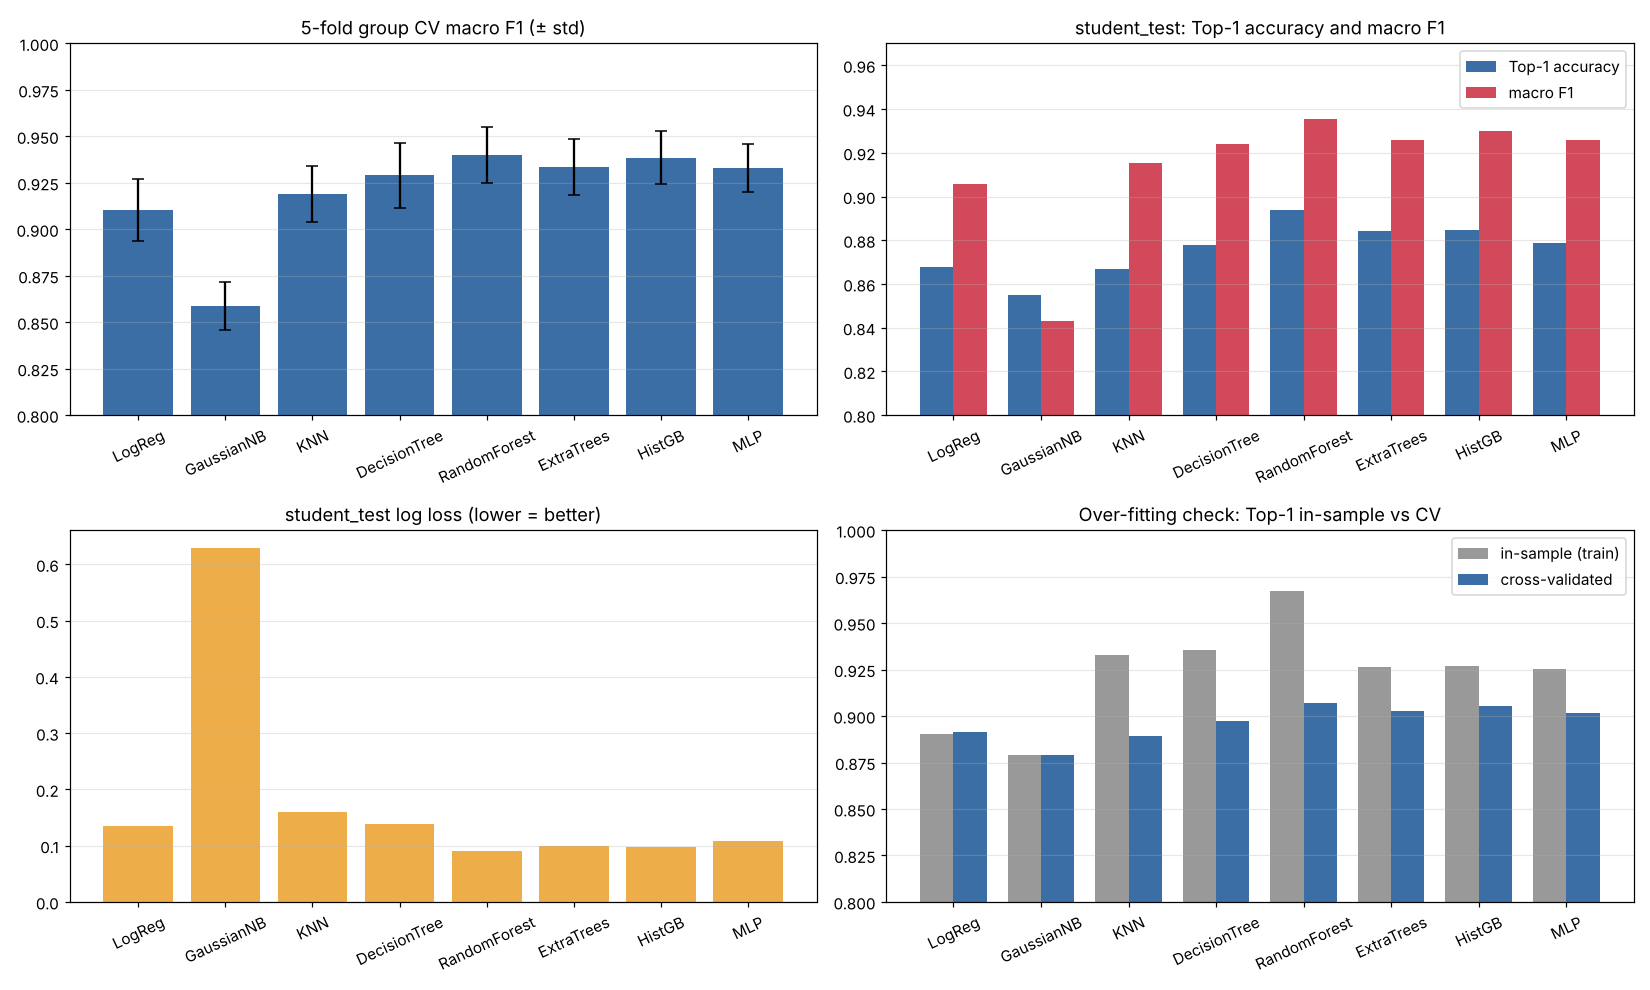 5-fold group CV macro F1 (± std)
1.000
0.975
0.950
0.925
0.900
0.875
0.850
0.825
0.800
LogReg
GaussianNB
KNN
DecisionTree
RandomForest
ExtraTrees
HistGB
MLP
student_test: Top-1 accuracy and macro F1
Top-1 accuracy
macro F1
0.96
0.94
0.92
0.90
0.88
0.86
0.84
0.82
0.80
LogReg
GaussianNB
KNN
DecisionTree
RandomForest
ExtraTrees
HistGB
MLP
student_test log loss (lower = better)
0.6
0.5
0.4
0.3
0.2
0.1
0.0
LogReg
GaussianNB
KNN
DecisionTree
RandomForest
ExtraTrees
HistGB
MLP
Over-fitting check: Top-1 in-sample vs CV
in-sample (train)
cross-validated
1.000
0.975
0.950
0.925
0.900
0.875
0.850
0.825
0.800
LogReg
GaussianNB
KNN
DecisionTree
RandomForest
ExtraTrees
HistGB
MLP